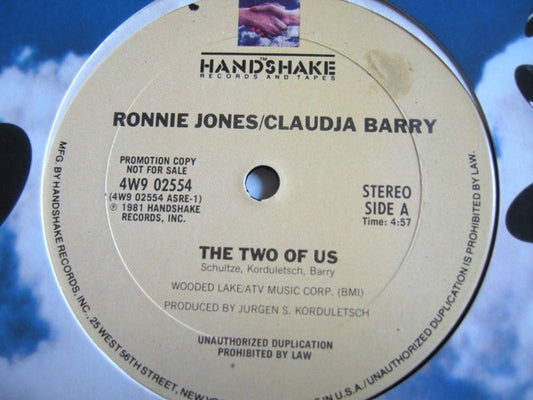 HANDSHAKE
TM
RECORDS AND TAPES
RONNIE JONES/CLAUDJA BARRY
PROMOTION COPY
NOT FOR SALE
4W9 02554
(4W9 02554 ASRE-1)
℗ 1981 HANDSHAKE
RECORDS, INC.
STEREO
SIDE A
Time: 4:57
THE TWO OF US
Schultze, Korduletsch, Barry
WOODED LAKE/ATV MUSIC CORP. (BMI)
PRODUCED BY JURGEN S. KORDULETSCH
UNAUTHORIZED DUPLICATION
PROHIBITED BY LAW
MFG. BY HANDSHAKE RECORDS, INC., 25 WEST 56TH STREET, NEW
IN U.S.A./ UNAUTHORIZED DUPLICATION IS PROHIBITED BY LAW.